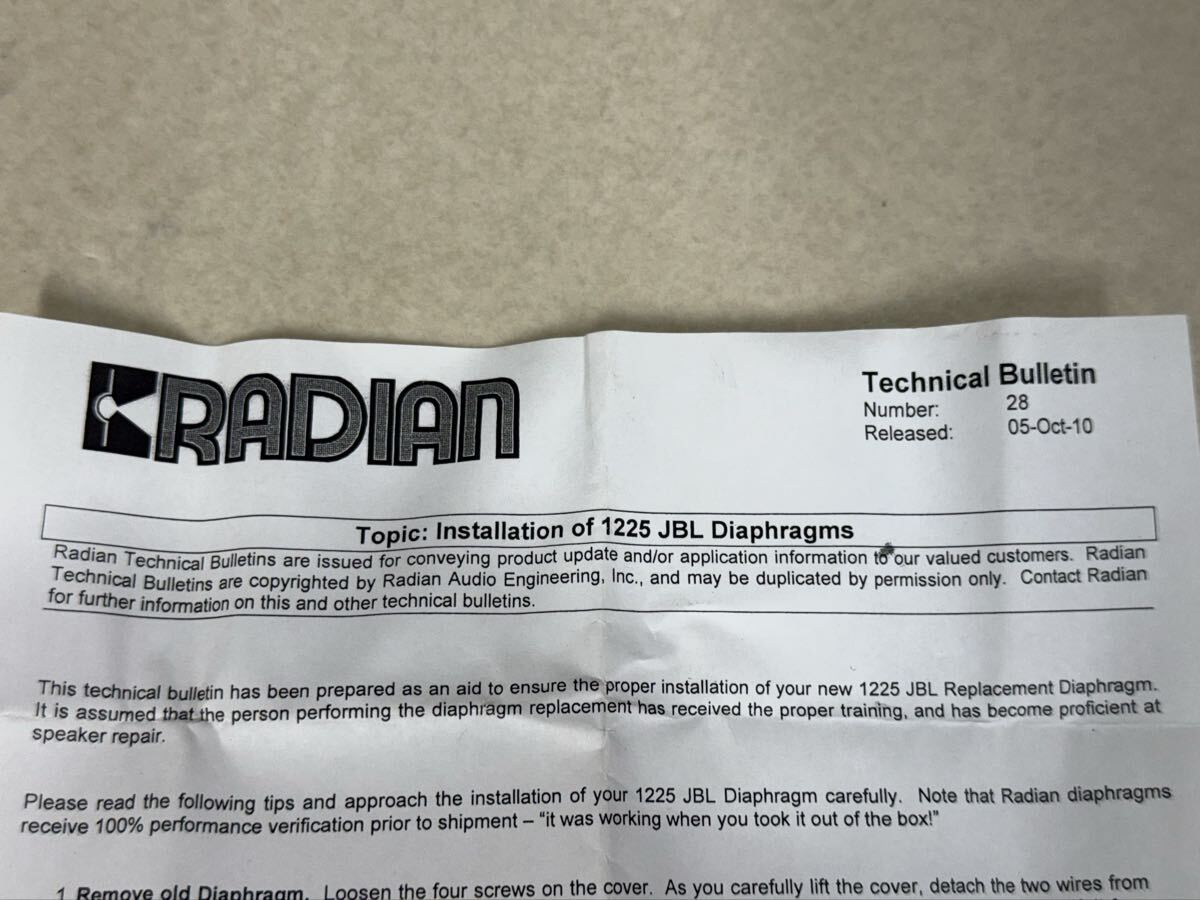 RADIAN
Technical Bulletin
Number: 28
Released: 05-Oct-10
Topic: Installation of 1225 JBL Diaphragms
Radian Technical Bulletins are issued for conveying product update and/or application information to our valued customers. Radian
Technical Bulletins are copyrighted by Radian Audio Engineering, Inc., and may be duplicated by permission only. Contact Radian
for further information on this and other technical bulletins.
This technical bulletin has been prepared as an aid to ensure the proper installation of your new 1225 JBL Replacement Diaphragm.
It is assumed that the person performing the diaphragm replacement has received the proper training, and has become proficient at
speaker repair.
Please read the following tips and approach the installation of your 1225 JBL Diaphragm carefully. Note that Radian diaphragms
receive 100% performance verification prior to shipment – “it was working when you took it out of the box!”
1 Remove old Diaphragm. Loosen the four screws on the cover. As you carefully lift the cover, detach the two wires from